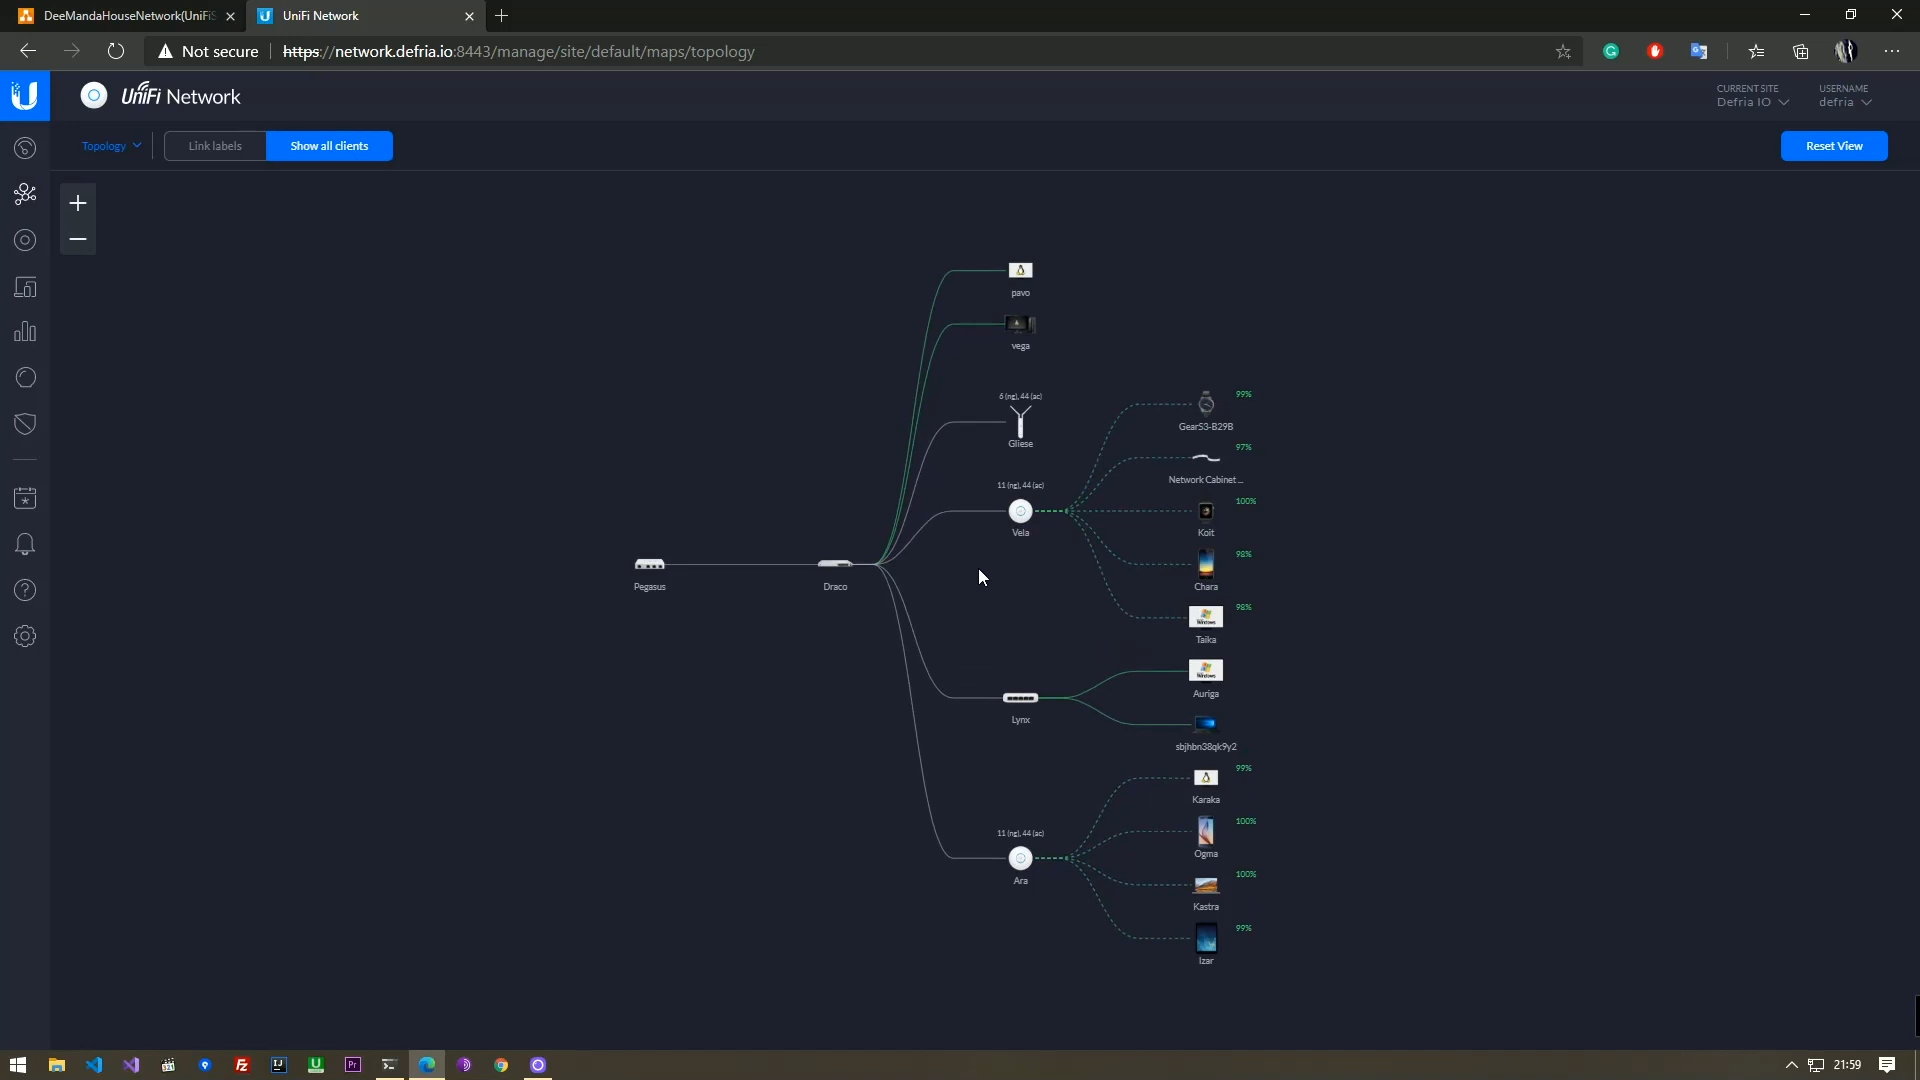 DeeMandaHouseNetwork(UniFiS
UniFi Network
Not secure
https://network.defria.io:8443/manage/site/default/maps/topology
UniFi Network
CURRENT SITE
Defria IO
USERNAME
defria
Topology
Link labels
Show all clients
Reset View
pavo
vega
6 (ng), 44 (ac)
Gliese
11 (ng), 44 (ac)
Vela
99%
GearS3-B29B
97%
Network Cabinet ...
100%
Koit
98%
Chara
98%
Windows
Taika
Pegasus
Draco
Windows
Auriga
Lynx
sbjhbn38qk9y2
99%
Karaka
100%
Ogma
11 (ng), 44 (ac)
Ara
100%
Kastra
99%
Izar
21:59